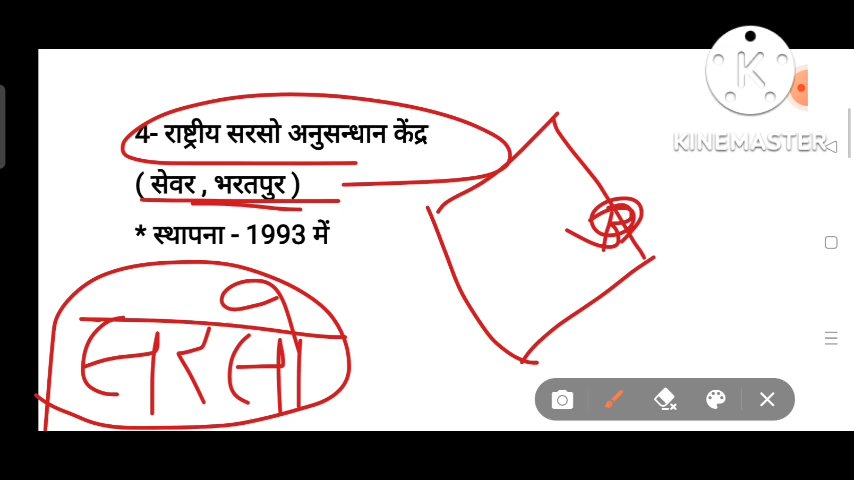 KINEMASTER
4- राष्ट्रीय सरसो अनुसन्धान केंद्र
( सेवर , भरतपुर )
* स्थापना - 1993 में
सरसो